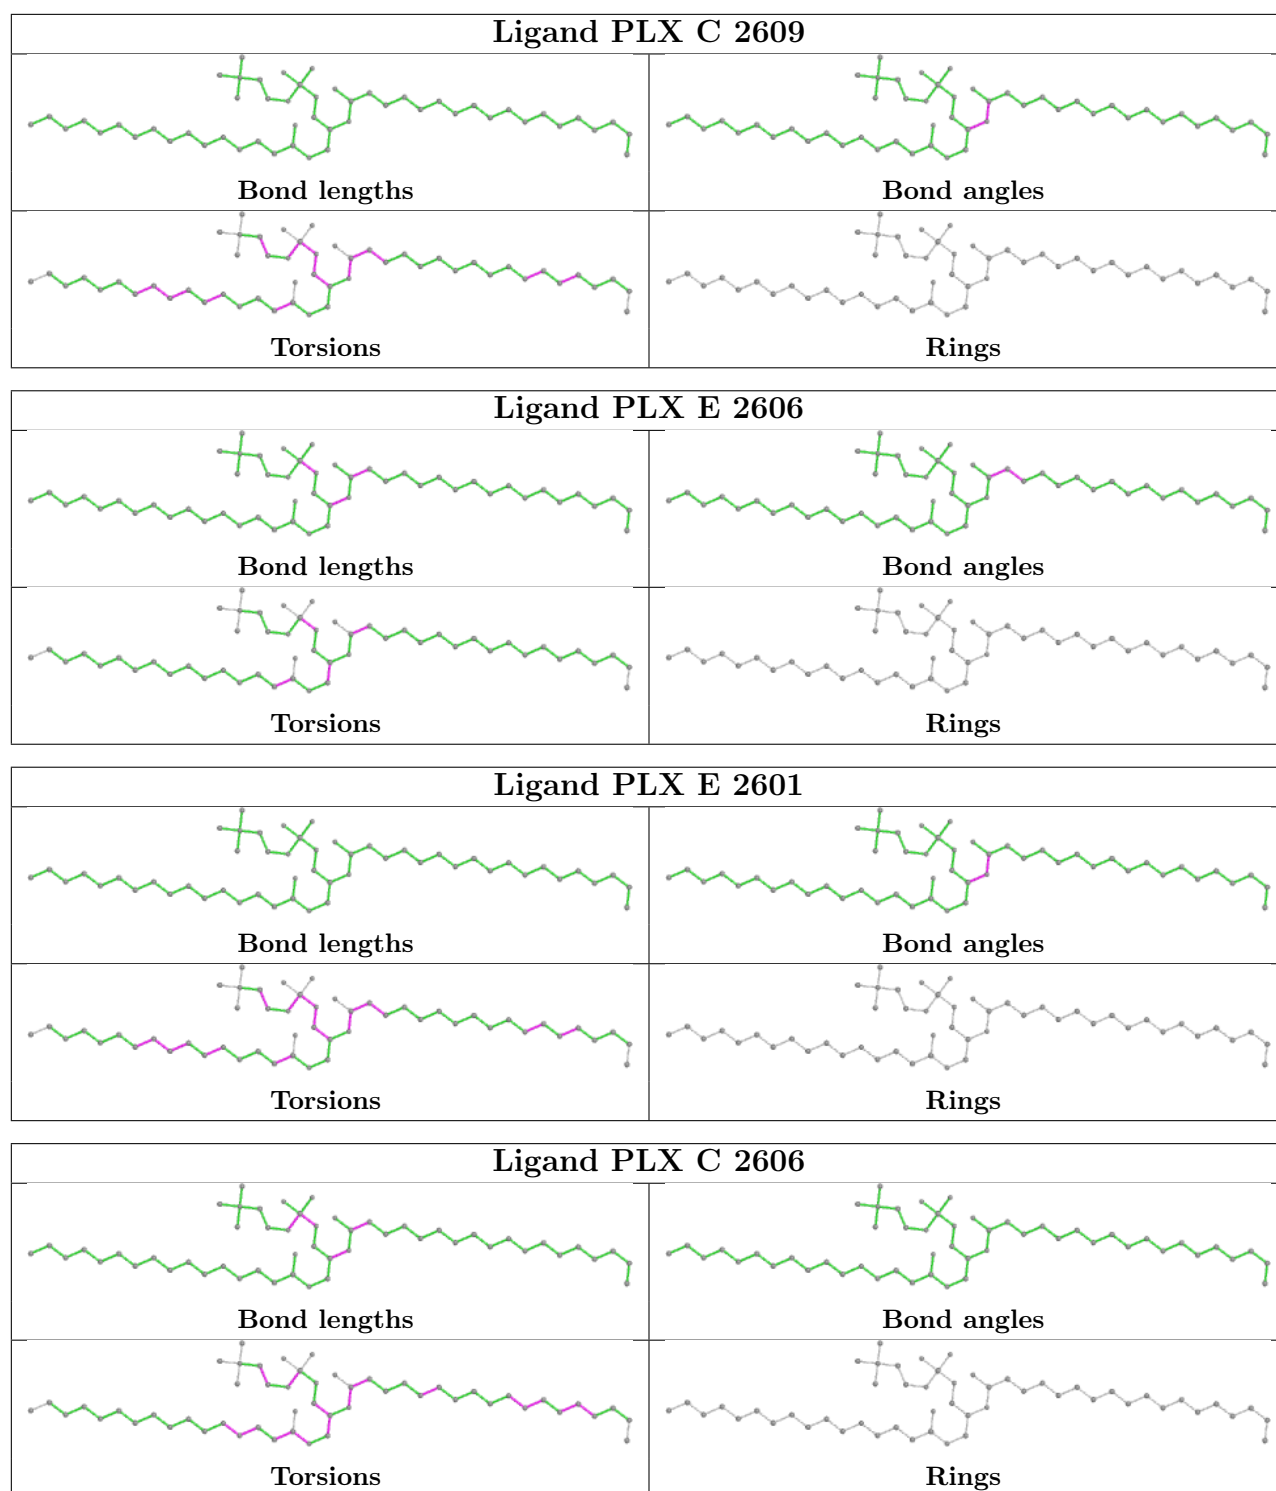 Ligand PLX C 2609
Bond lengths
Bond angles
Torsions
Rings
Ligand PLX E 2606
Bond lengths
Bond angles
Torsions
Rings
Ligand PLX E 2601
Bond lengths
Bond angles
Torsions
Rings
Ligand PLX C 2606
Bond lengths
Bond angles
Torsions
Rings